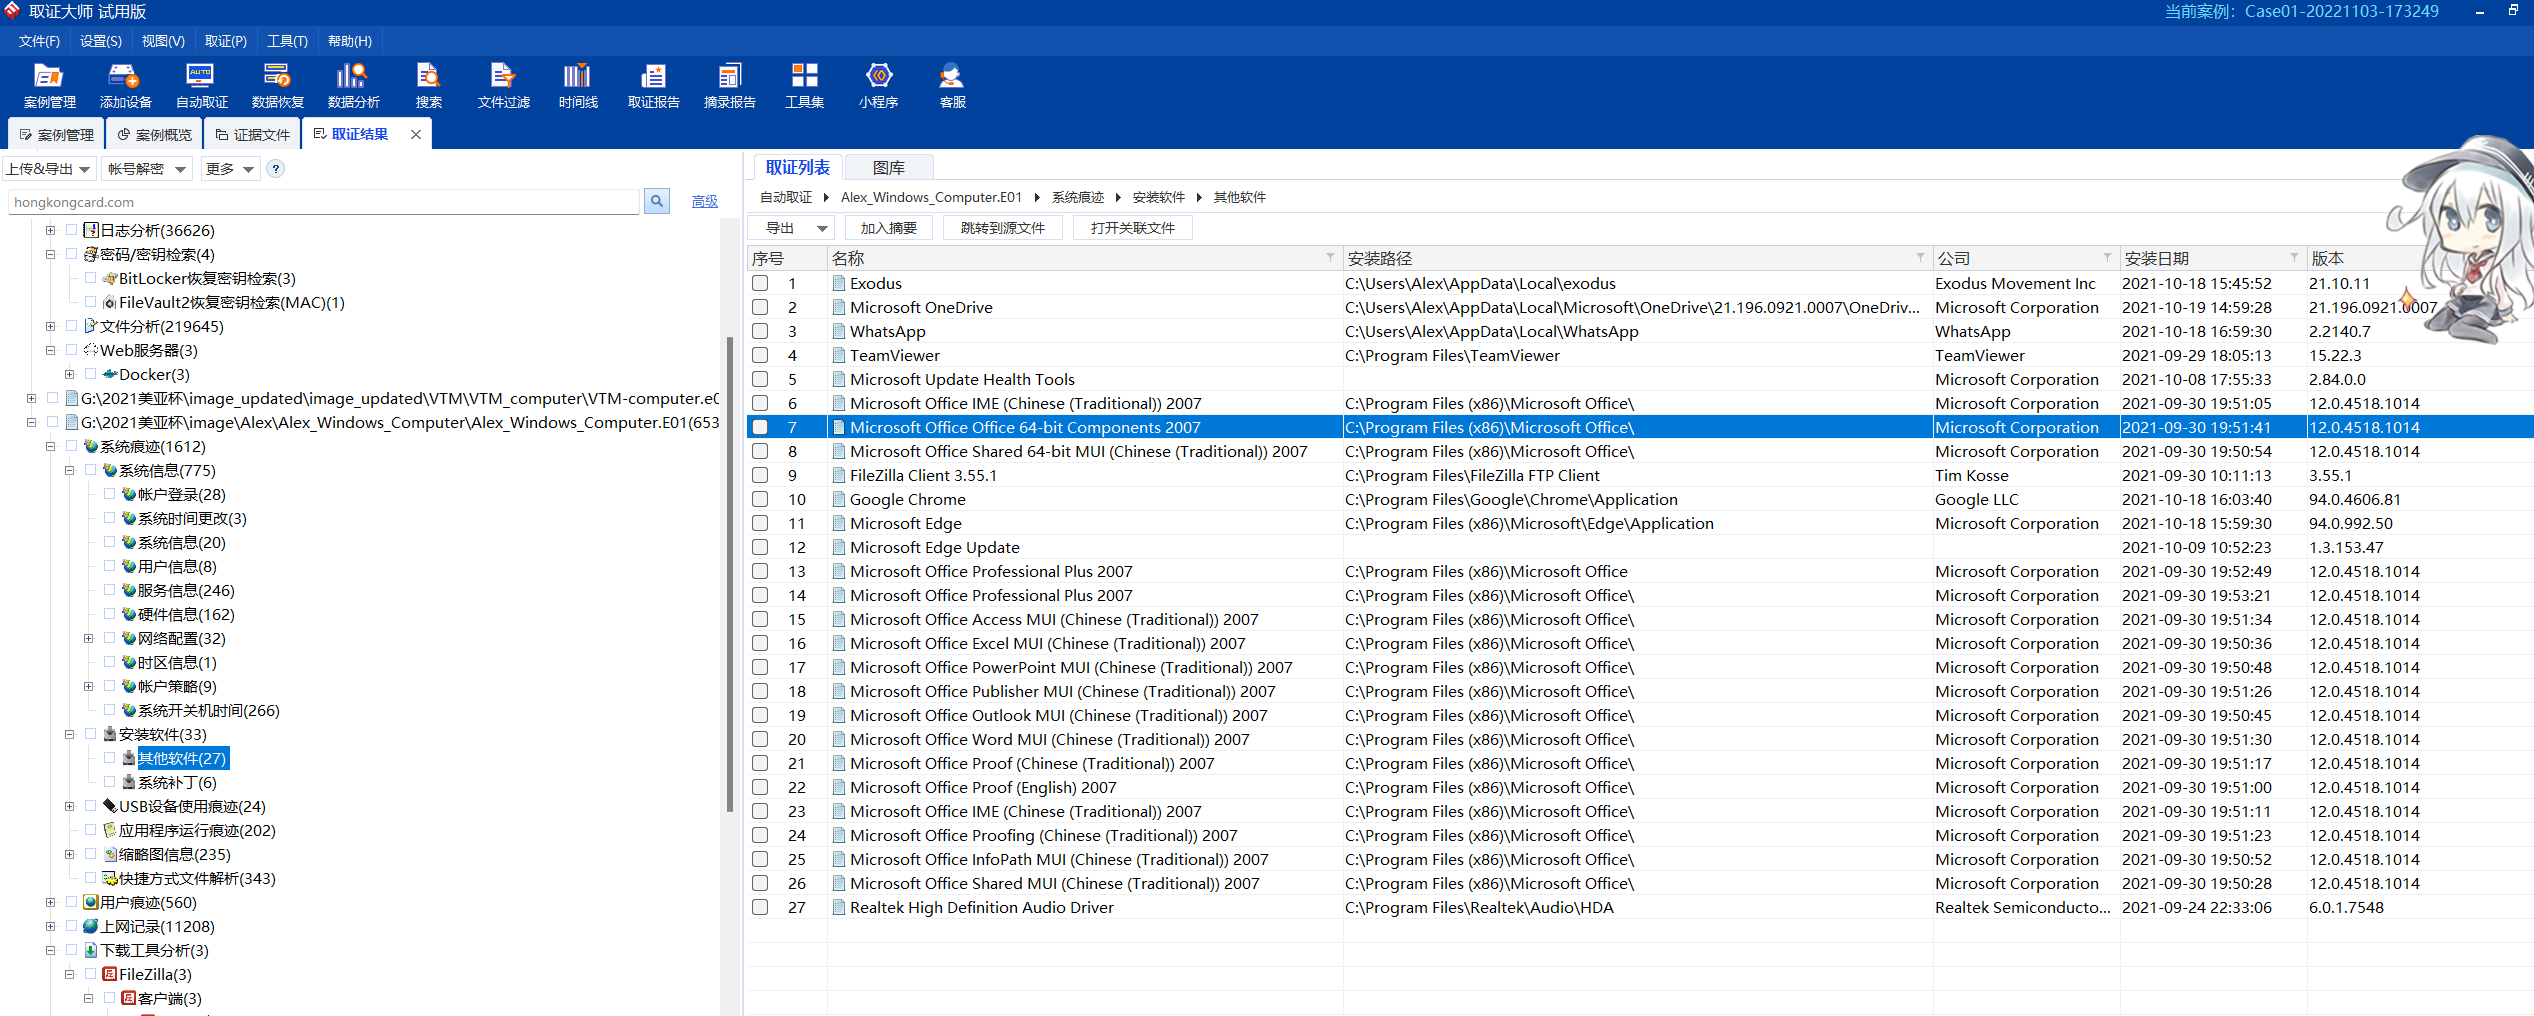 取证大师 试用版
当前案例：Case01-20221103-173249
文件(F) 设置(S) 视图(V) 取证(P) 工具(T) 帮助(H)
案例管理 添加设备 自动取证 数据恢复 数据分析 搜索 文件过滤 时间线 取证报告 摘录报告 工具集 小程序 客服
案例管理 案例概览 证据文件 取证结果
上传&导出 帐号解密 更多 ?
hongkongcard.com 高级
日志分析(36626)
密码/密钥检索(4)
BitLocker恢复密钥检索(3)
FileVault2恢复密钥检索(MAC)(1)
文件分析(219645)
Web服务器(3)
Docker(3)
G:\2021美亚杯\image_updated\image_updated\VTM\VTM_computer\VTM-computer.e0
G:\2021美亚杯\image\Alex\Alex_Windows_Computer\Alex_Windows_Computer.E01(653
系统痕迹(1612)
系统信息(775)
帐户登录(28)
系统时间更改(3)
系统信息(20)
用户信息(8)
服务信息(246)
硬件信息(162)
网络配置(32)
时区信息(1)
帐户策略(9)
系统开关机时间(266)
安装软件(33)
其他软件(27)
系统补丁(6)
USB设备使用痕迹(24)
应用程序运行痕迹(202)
缩略图信息(235)
快捷方式文件解析(343)
用户痕迹(560)
上网记录(11208)
下载工具分析(3)
FileZilla(3)
客户端(3)
取证列表 图库
自动取证 Alex_Windows_Computer.E01 系统痕迹 安装软件 其他软件
导出 加入摘要 跳转到源文件 打开关联文件
序号 名称 安装路径 公司 安装日期 版本
1 Exodus C:\Users\Alex\AppData\Local\exodus Exodus Movement Inc 2021-10-18 15:45:52 21.10.11
2 Microsoft OneDrive C:\Users\Alex\AppData\Local\Microsoft\OneDrive\21.196.0921.0007\OneDriv... Microsoft Corporation 2021-10-19 14:59:28 21.196.0921.0007
3 WhatsApp C:\Users\Alex\AppData\Local\WhatsApp WhatsApp 2021-10-18 16:59:30 2.2140.7
4 TeamViewer C:\Program Files\TeamViewer TeamViewer 2021-09-29 18:05:13 15.22.3
5 Microsoft Update Health Tools Microsoft Corporation 2021-10-08 17:55:33 2.84.0.0
6 Microsoft Office IME (Chinese (Traditional)) 2007 C:\Program Files (x86)\Microsoft Office\ Microsoft Corporation 2021-09-30 19:51:05 12.0.4518.1014
7 Microsoft Office Office 64-bit Components 2007 C:\Program Files (x86)\Microsoft Office\ Microsoft Corporation 2021-09-30 19:51:41 12.0.4518.1014
8 Microsoft Office Shared 64-bit MUI (Chinese (Traditional)) 2007 C:\Program Files (x86)\Microsoft Office\ Microsoft Corporation 2021-09-30 19:50:54 12.0.4518.1014
9 FileZilla Client 3.55.1 C:\Program Files\FileZilla FTP Client Tim Kosse 2021-09-30 10:11:13 3.55.1
10 Google Chrome C:\Program Files\Google\Chrome\Application Google LLC 2021-10-18 16:03:40 94.0.4606.81
11 Microsoft Edge C:\Program Files (x86)\Microsoft\Edge\Application Microsoft Corporation 2021-10-18 15:59:30 94.0.992.50
12 Microsoft Edge Update 2021-10-09 10:52:23 1.3.153.47
13 Microsoft Office Professional Plus 2007 C:\Program Files (x86)\Microsoft Office Microsoft Corporation 2021-09-30 19:52:49 12.0.4518.1014
14 Microsoft Office Professional Plus 2007 C:\Program Files (x86)\Microsoft Office\ Microsoft Corporation 2021-09-30 19:53:21 12.0.4518.1014
15 Microsoft Office Access MUI (Chinese (Traditional)) 2007 C:\Program Files (x86)\Microsoft Office\ Microsoft Corporation 2021-09-30 19:51:34 12.0.4518.1014
16 Microsoft Office Excel MUI (Chinese (Traditional)) 2007 C:\Program Files (x86)\Microsoft Office\ Microsoft Corporation 2021-09-30 19:50:36 12.0.4518.1014
17 Microsoft Office PowerPoint MUI (Chinese (Traditional)) 2007 C:\Program Files (x86)\Microsoft Office\ Microsoft Corporation 2021-09-30 19:50:48 12.0.4518.1014
18 Microsoft Office Publisher MUI (Chinese (Traditional)) 2007 C:\Program Files (x86)\Microsoft Office\ Microsoft Corporation 2021-09-30 19:51:26 12.0.4518.1014
19 Microsoft Office Outlook MUI (Chinese (Traditional)) 2007 C:\Program Files (x86)\Microsoft Office\ Microsoft Corporation 2021-09-30 19:50:45 12.0.4518.1014
20 Microsoft Office Word MUI (Chinese (Traditional)) 2007 C:\Program Files (x86)\Microsoft Office\ Microsoft Corporation 2021-09-30 19:51:30 12.0.4518.1014
21 Microsoft Office Proof (Chinese (Traditional)) 2007 C:\Program Files (x86)\Microsoft Office\ Microsoft Corporation 2021-09-30 19:51:17 12.0.4518.1014
22 Microsoft Office Proof (English) 2007 C:\Program Files (x86)\Microsoft Office\ Microsoft Corporation 2021-09-30 19:51:00 12.0.4518.1014
23 Microsoft Office IME (Chinese (Traditional)) 2007 C:\Program Files (x86)\Microsoft Office\ Microsoft Corporation 2021-09-30 19:51:11 12.0.4518.1014
24 Microsoft Office Proofing (Chinese (Traditional)) 2007 C:\Program Files (x86)\Microsoft Office\ Microsoft Corporation 2021-09-30 19:51:23 12.0.4518.1014
25 Microsoft Office InfoPath MUI (Chinese (Traditional)) 2007 C:\Program Files (x86)\Microsoft Office\ Microsoft Corporation 2021-09-30 19:50:52 12.0.4518.1014
26 Microsoft Office Shared MUI (Chinese (Traditional)) 2007 C:\Program Files (x86)\Microsoft Office\ Microsoft Corporation 2021-09-30 19:50:28 12.0.4518.1014
27 Realtek High Definition Audio Driver C:\Program Files\Realtek\Audio\HDA Realtek Semiconducto... 2021-09-24 22:33:06 6.0.1.7548